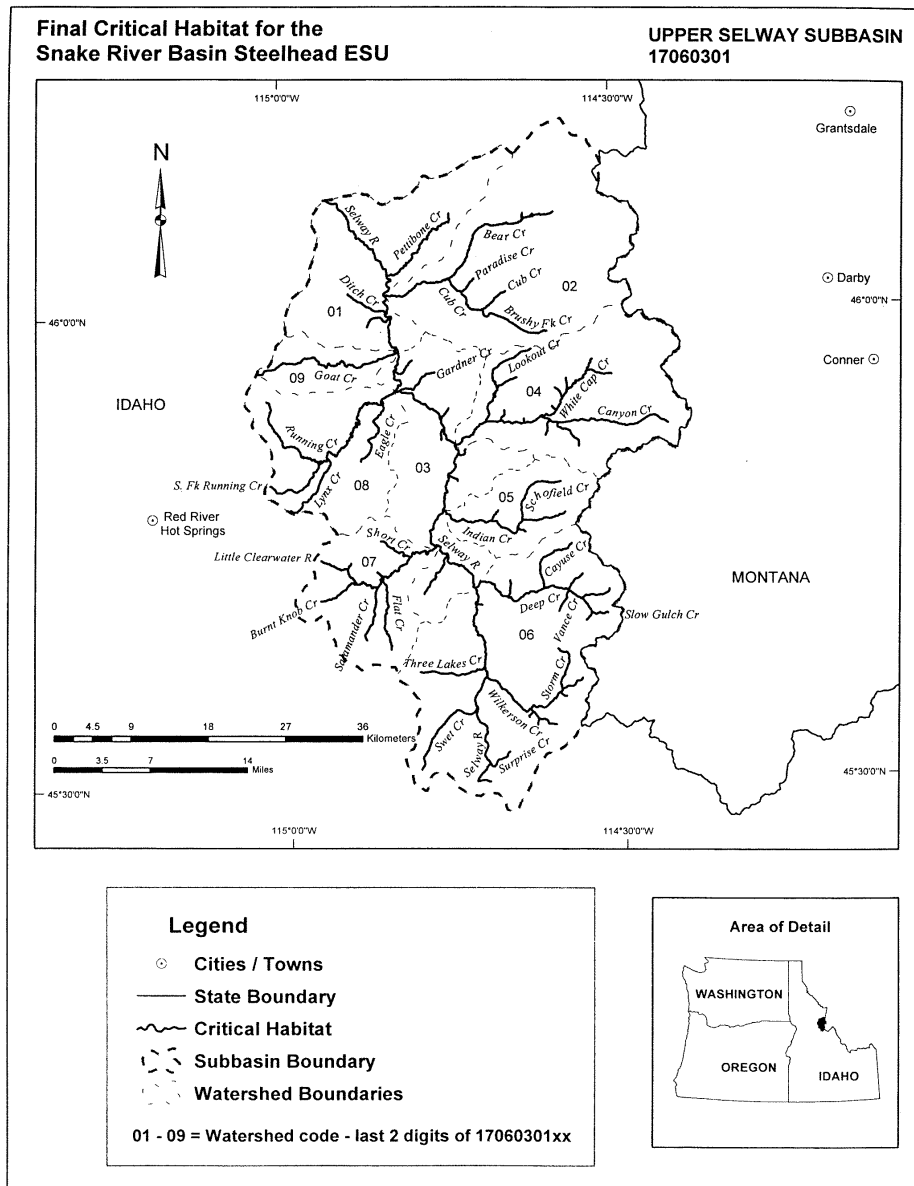 Final Critical Habitat for the
Snake River Basin Steelhead ESU
UPPER SELWAY SUBBASIN
17060301
115°0'0"W
114°30'0"W
Grantsdale
N
Selway R
Pettibone Cr
Bear Cr
Paradise Cr
Cub Cr
Darby
02
Ditch Cr
Cub Cr
Brushy Fk Cr
46°0'0"N
01
46°0'0"N
Lookout Cr
Gardner Cr
Conner
09
Goat Cr
04
White Cap Cr
IDAHO
Canyon Cr
Eagle Cr
Running Cr
03
S. Fk Running Cr
Lynx Cr
08
05
Schofield Cr
Red River
Hot Springs
Indian Cr
Short Cr
Selway R
Little Clearwater R
07
Cayuse Cr
MONTANA
Deep Cr
Vance Cr
Slow Gulch Cr
Burnt Knob Cr
Salamander Cr
Flat Cr
06
Three Lakes Cr
Storm Cr
Wilkerson Cr
0 4.5 9 18 27 36
Kilometers
Swet Cr
Selway R
Surprise Cr
0 3.5 7 14
Miles
45°30'0"N
45°30'0"N
115°0'0"W
114°30'0"W
Legend
Cities / Towns
State Boundary
Critical Habitat
Subbasin Boundary
Watershed Boundaries
01 - 09 = Watershed code - last 2 digits of 17060301xx
Area of Detail
WASHINGTON
OREGON
IDAHO